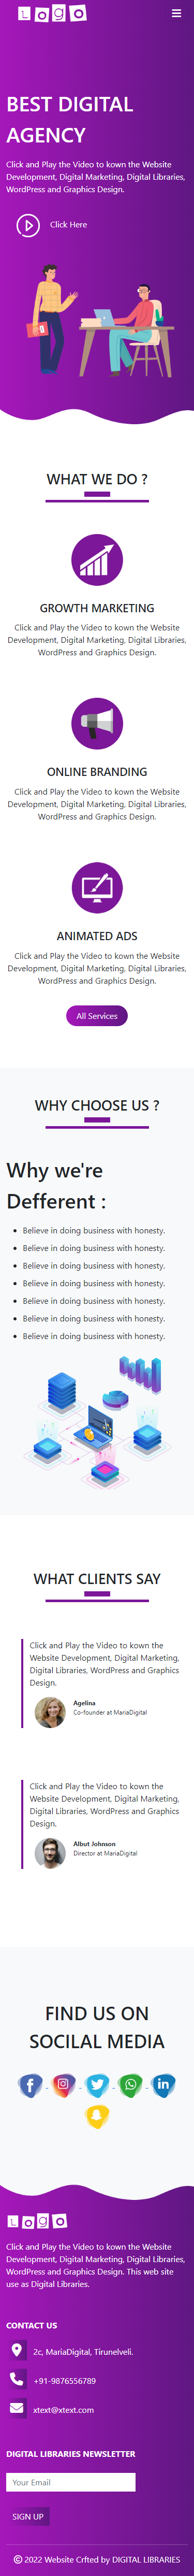 Logo
BEST DIGITAL
AGENCY
Click and Play the Video to kown the Website
Development, Digital Marketing, Digital Libraries,
WordPress and Graphics Design.
Click Here
WHAT WE DO ?
GROWTH MARKETING
Click and Play the Video to kown the Website
Development, Digital Marketing, Digital Libraries,
WordPress and Graphics Design.
ONLINE BRANDING
Click and Play the Video to kown the Website
Development, Digital Marketing, Digital Libraries,
WordPress and Graphics Design.
ANIMATED ADS
Click and Play the Video to kown the Website
Development, Digital Marketing, Digital Libraries,
WordPress and Graphics Design.
All Services
WHY CHOOSE US ?
Why we're
Defferent :
Believe in doing business with honesty.
Believe in doing business with honesty.
Believe in doing business with honesty.
Believe in doing business with honesty.
Believe in doing business with honesty.
Believe in doing business with honesty.
Believe in doing business with honesty.
WHAT CLIENTS SAY
Click and Play the Video to kown the
Website Development, Digital Marketing,
Digital Libraries, WordPress and Graphics
Design.
Agelina
Co-founder at MariaDigital
Click and Play the Video to kown the
Website Development, Digital Marketing,
Digital Libraries, WordPress and Graphics
Design.
Albut Johnson
Director at MariaDigital
FIND US ON
SOCILAL MEDIA
Logo
Click and Play the Video to kown the Website
Development, Digital Marketing, Digital Libraries,
WordPress and Graphics Design. This web site
use as Digital Libraries.
CONTACT US
2c, MariaDigital, Tirunelveli.
+91-9876556789
xtext@xtext.com
DIGITAL LIBRARIES NEWSLETTER
Your Email
SIGN UP
© 2022 Website Crfted by DIGITAL LIBRARIES